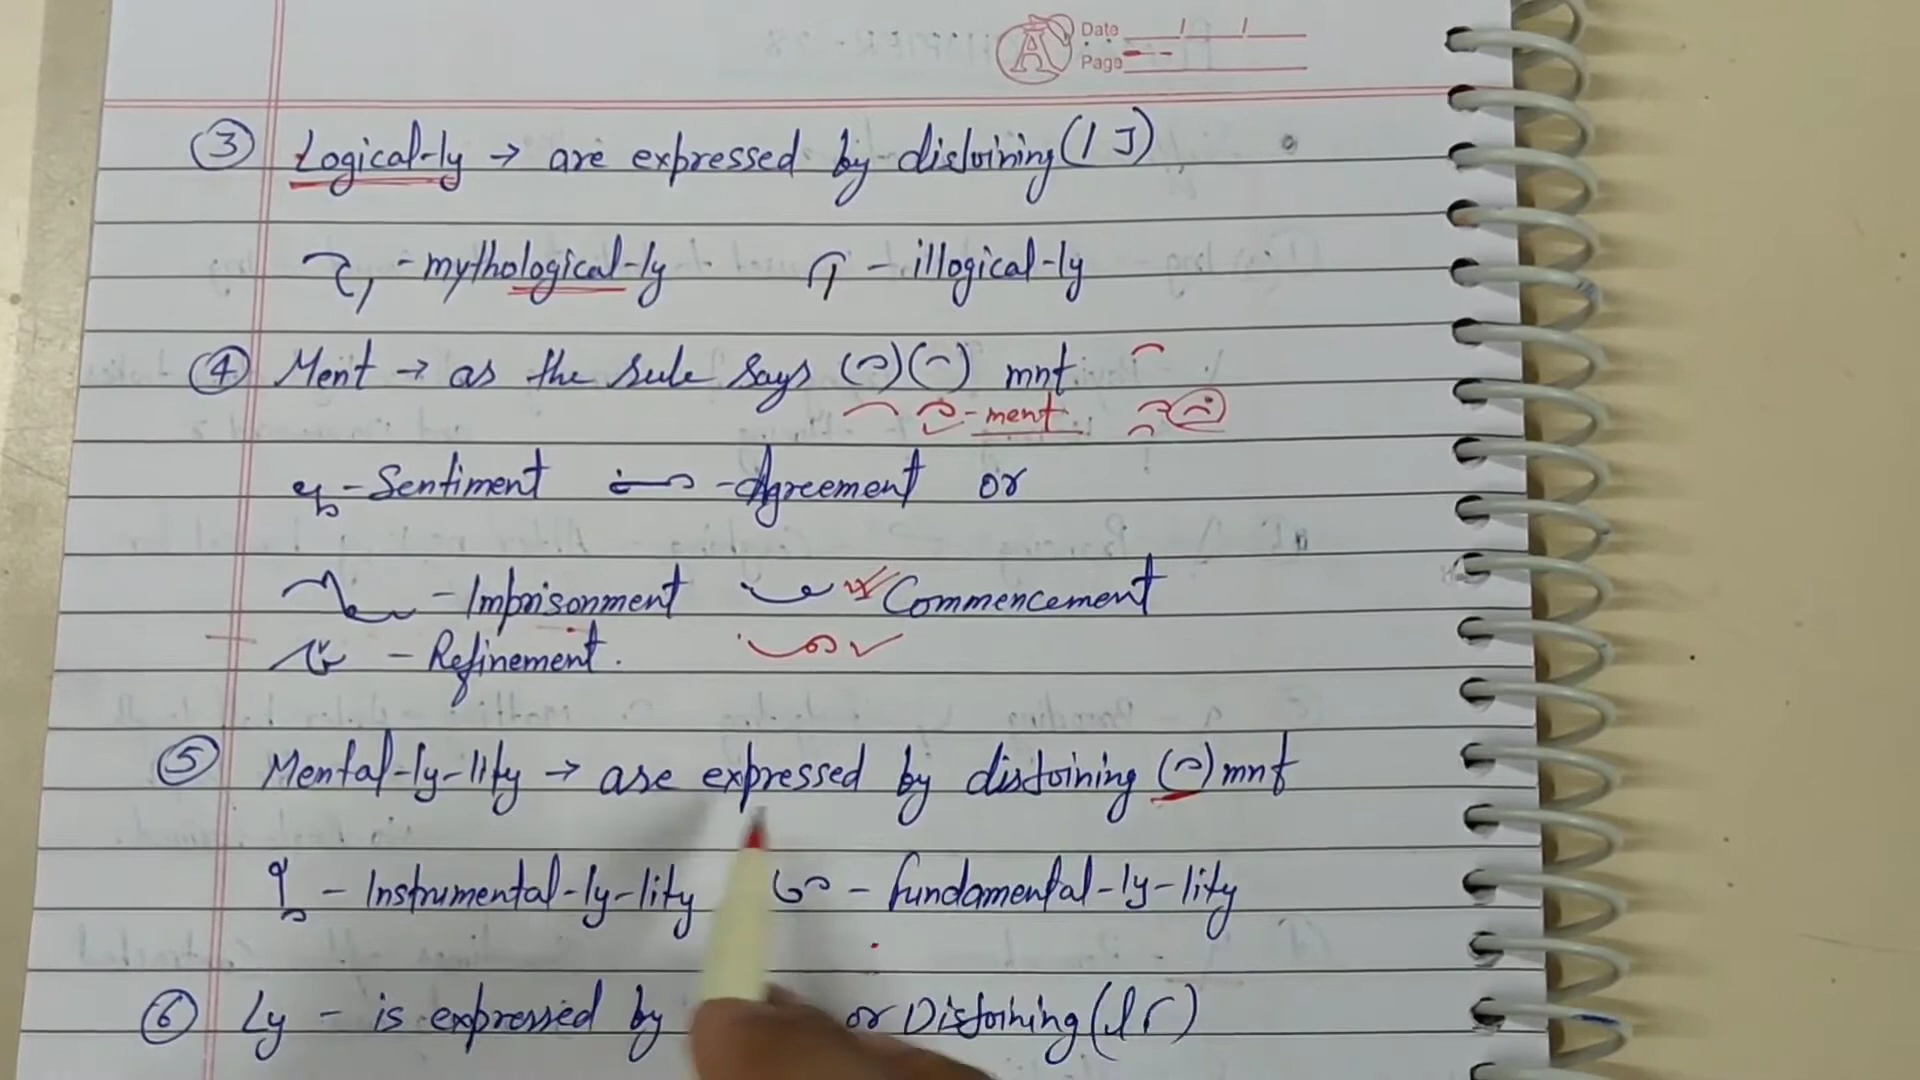 Date / /
Page
③ Logical-ly → are expressed by disjoining (/ J)
- mythological-ly - illogical-ly
④ Ment → as the rule says ( ) ( ) mnt
- ment
- Sentiment - Agreement or
- Imprisonment Commencement
- Refinement.
⑤ Mental-ly-lity → are expressed by disjoining ( ) mnt
- Instrumental-ly-lity - fundamental-ly-lity
⑥ Ly - is expressed by or Disjoining ( )